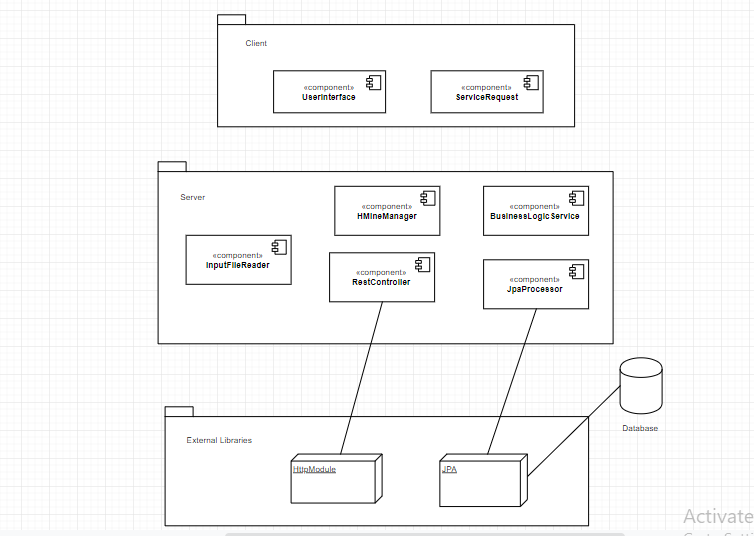 Client
«component»
UserInterface
«component»
ServiceRequest
Server
«component»
HMineManager
«component»
BusinessLogicService
«component»
InputFileReader
«component»
RestController
«component»
JpaProcessor
External Libraries
HttpModule
JPA
Database
Activate